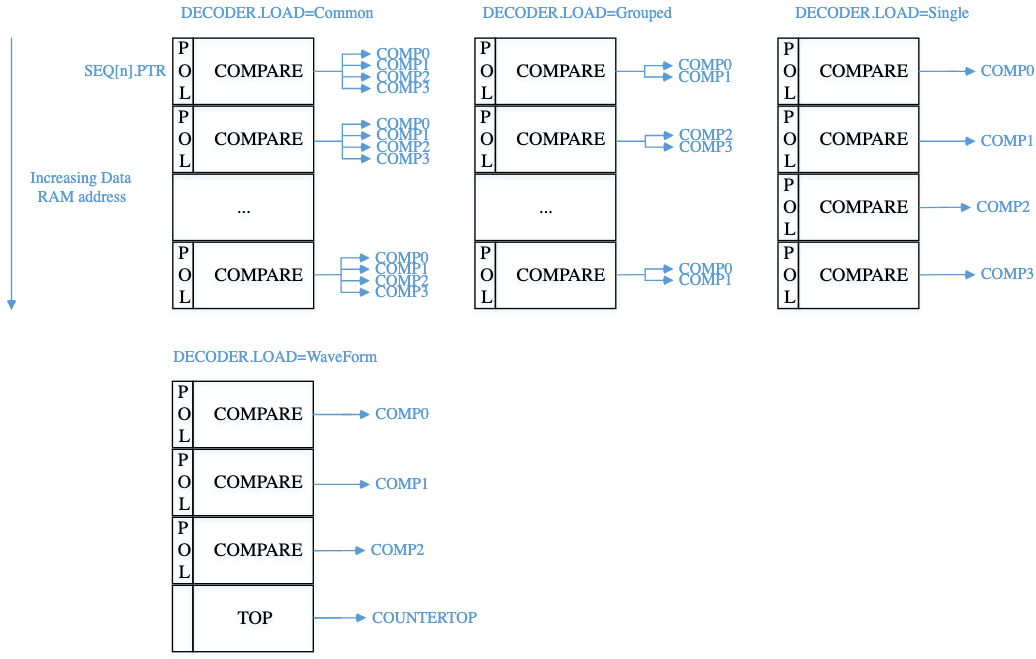 DECODER.LOAD=Common
SEQ[n].PTR
POL
COMPARE
COMP0
COMP1
COMP2
COMP3
POL
COMPARE
COMP0
COMP1
COMP2
COMP3
Increasing Data
RAM address
...
POL
COMPARE
COMP0
COMP1
COMP2
COMP3
DECODER.LOAD=Grouped
POL
COMPARE
COMP0
COMP1
POL
COMPARE
COMP2
COMP3
...
POL
COMPARE
COMP0
COMP1
DECODER.LOAD=Single
POL
COMPARE
COMP0
POL
COMPARE
COMP1
POL
COMPARE
COMP2
POL
COMPARE
COMP3
DECODER.LOAD=WaveForm
POL
COMPARE
COMP0
POL
COMPARE
COMP1
POL
COMPARE
COMP2
TOP
COUNTERTOP